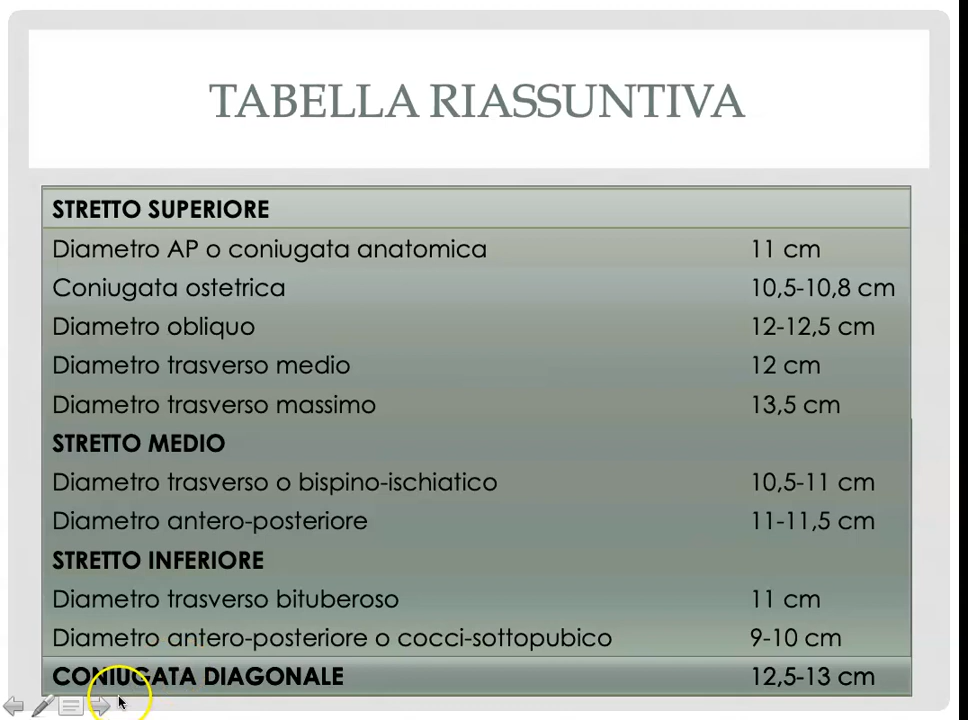 TABELLA RIASSUNTIVA
STRETTO SUPERIORE
Diametro AP o coniugata anatomica 11 cm
Coniugata ostetrica 10,5-10,8 cm
Diametro obliquo 12-12,5 cm
Diametro trasverso medio 12 cm
Diametro trasverso massimo 13,5 cm
STRETTO MEDIO
Diametro trasverso o bispino-ischiatico 10,5-11 cm
Diametro antero-posteriore 11-11,5 cm
STRETTO INFERIORE
Diametro trasverso bituberoso 11 cm
Diametro antero-posteriore o cocci-sottopubico 9-10 cm
CONIUGATA DIAGONALE 12,5-13 cm